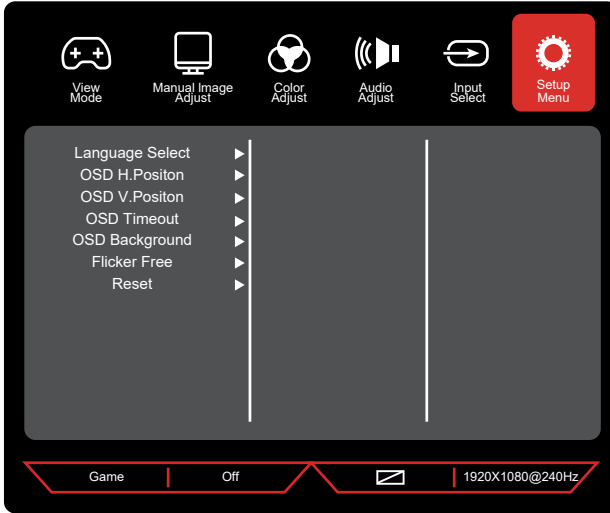 View
Mode
Manual Image
Adjust
Color
Adjust
Audio
Adjust
Input
Select
Setup
Menu
Language Select
OSD H.Positon
OSD V.Positon
OSD Timeout
OSD Background
Flicker Free
Reset
Game
Off
1920X1080@240Hz